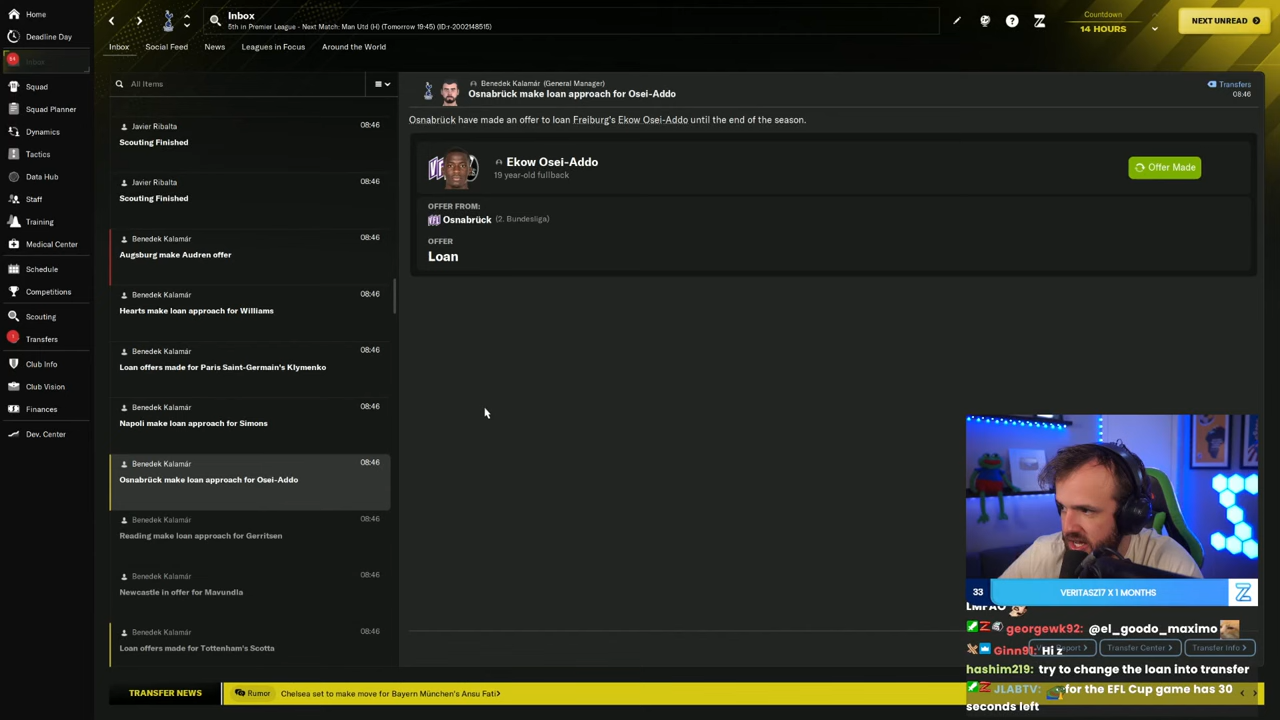 Home
Deadline Day
54
Inbox
Squad
Squad Planner
Dynamics
Tactics
Data Hub
Staff
Training
Medical Center
Schedule
Competitions
Scouting
Transfers
Club Info
Club Vision
Finances
Dev. Center
Inbox
5th in Premier League - Next Match: Man Utd (H) (Tomorrow 19:45) (ID:r-2002148515)
Countdown
14 HOURS
NEXT UNREAD
Inbox
Social Feed
News
Leagues in Focus
Around the World
All Items
Javier Ribalta
08:46
Scouting Finished
Javier Ribalta
08:46
Scouting Finished
Benedek Kalamár
08:46
Augsburg make Audren offer
Benedek Kalamár
08:46
Hearts make loan approach for Williams
Benedek Kalamár
08:46
Loan offers made for Paris Saint-Germain's Klymenko
Benedek Kalamár
08:46
Napoli make loan approach for Simons
Benedek Kalamár
08:46
Osnabrück make loan approach for Osei-Addo
Benedek Kalamár
08:46
Reading make loan approach for Gerritsen
Benedek Kalamár
08:46
Newcastle in offer for Mavundla
Benedek Kalamár
08:46
Loan offers made for Tottenham's Scotta
Benedek Kalamár (General Manager)
Osnabrück make loan approach for Osei-Addo
Transfers
08:46
Osnabrück have made an offer to loan Freiburg's Ekow Osei-Addo until the end of the season.
Ekow Osei-Addo
19 year-old fullback
Offer Made
OFFER FROM:
Osnabrück (2. Bundesliga)
OFFER
Loan
33
VERITASZ17 X 1 MONTHS
LMFAO
georgewk92: @el_goodo_maximo
Ginn91: Hi z
Report
Transfer Center
Transfer Info
hashim219: try to change the loan into transfer
JLABTV: for the EFL Cup game has 30
seconds left
TRANSFER NEWS
Rumor
Chelsea set to make move for Bayern München's Ansu Fati